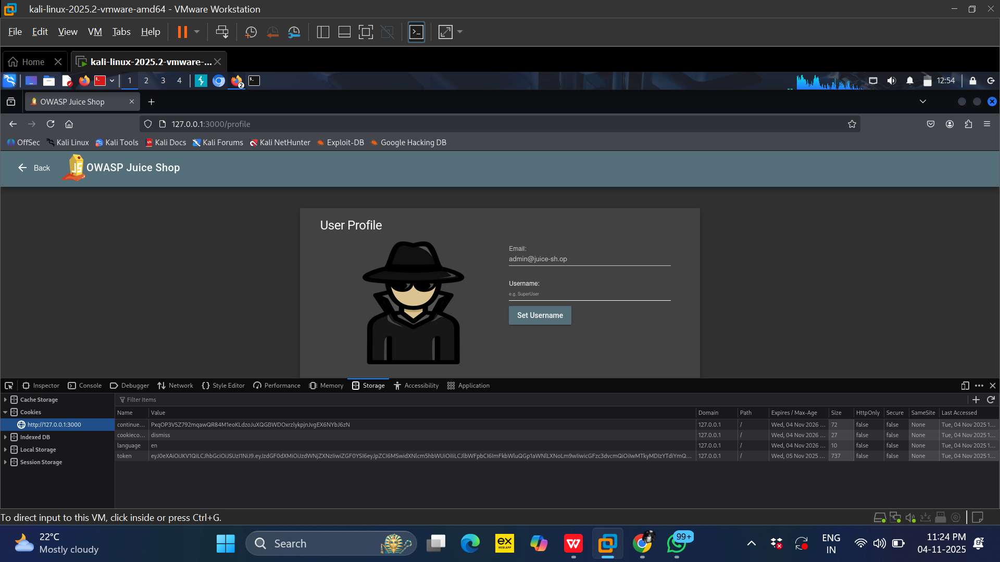 kali-linux-2025.2-vmware-amd64 - VMware Workstation
File Edit View VM Tabs Help
Home kali-linux-2025.2-vmware-...
1 2 3 4 2 12:54
OWASP Juice Shop
127.0.0.1:3000/profile
OffSec Kali Linux Kali Tools Kali Docs Kali Forums Kali NetHunter Exploit-DB Google Hacking DB
Back OWASP Juice Shop
User Profile
Email:
admin@juice-sh.op
Username:
e.g. SuperUser
Set Username
Inspector Console Debugger Network Style Editor Performance Memory Storage Accessibility Application
Cache Storage
Cookies
http://127.0.0.1:3000
Indexed DB
Local Storage
Session Storage
Filter Items
Name Value Domain Path Expires / Max-Age Size HttpOnly Secure SameSite Last Accessed
continue... PxqOP3V5Z792mqawQR84M1eoKLdzoJuXQGBWDOxrzlykpjnJvgEX6NYbJ6zN 127.0.0.1 / Wed, 04 Nov 2026 ... 72 false false None Tue, 04 Nov 2025 1...
cookieco... dismiss 127.0.0.1 / Wed, 04 Nov 2026 ... 27 false false None Tue, 04 Nov 2025 1...
language en 127.0.0.1 / Wed, 04 Nov 2026 ... 10 false false None Tue, 04 Nov 2025 1...
token eyJ0eXAiOiJKV1QiLCJhbGciOiJSUzI1NiJ9.eyJzdGF0dXMiOiJzdWNjZXNzIiwiZGF0YSI6eyJpZCI6MSwidXNlcm5hbWUiOiIiLCJlbWFpbCI6ImFkbWluQGp1aWNlLXNoLm9wIiwicGFzc3dvcmQiOiIwMTkyMDIzYTdiYmQ... 127.0.0.1 / Wed, 05 Nov 2025 ... 737 false false None Tue, 04 Nov 2025 1...
To direct input to this VM, click inside or press Ctrl+G.
22°C
Mostly cloudy
Search
ex
WEB APP
99+
ENG
IN
11:24 PM
04-11-2025